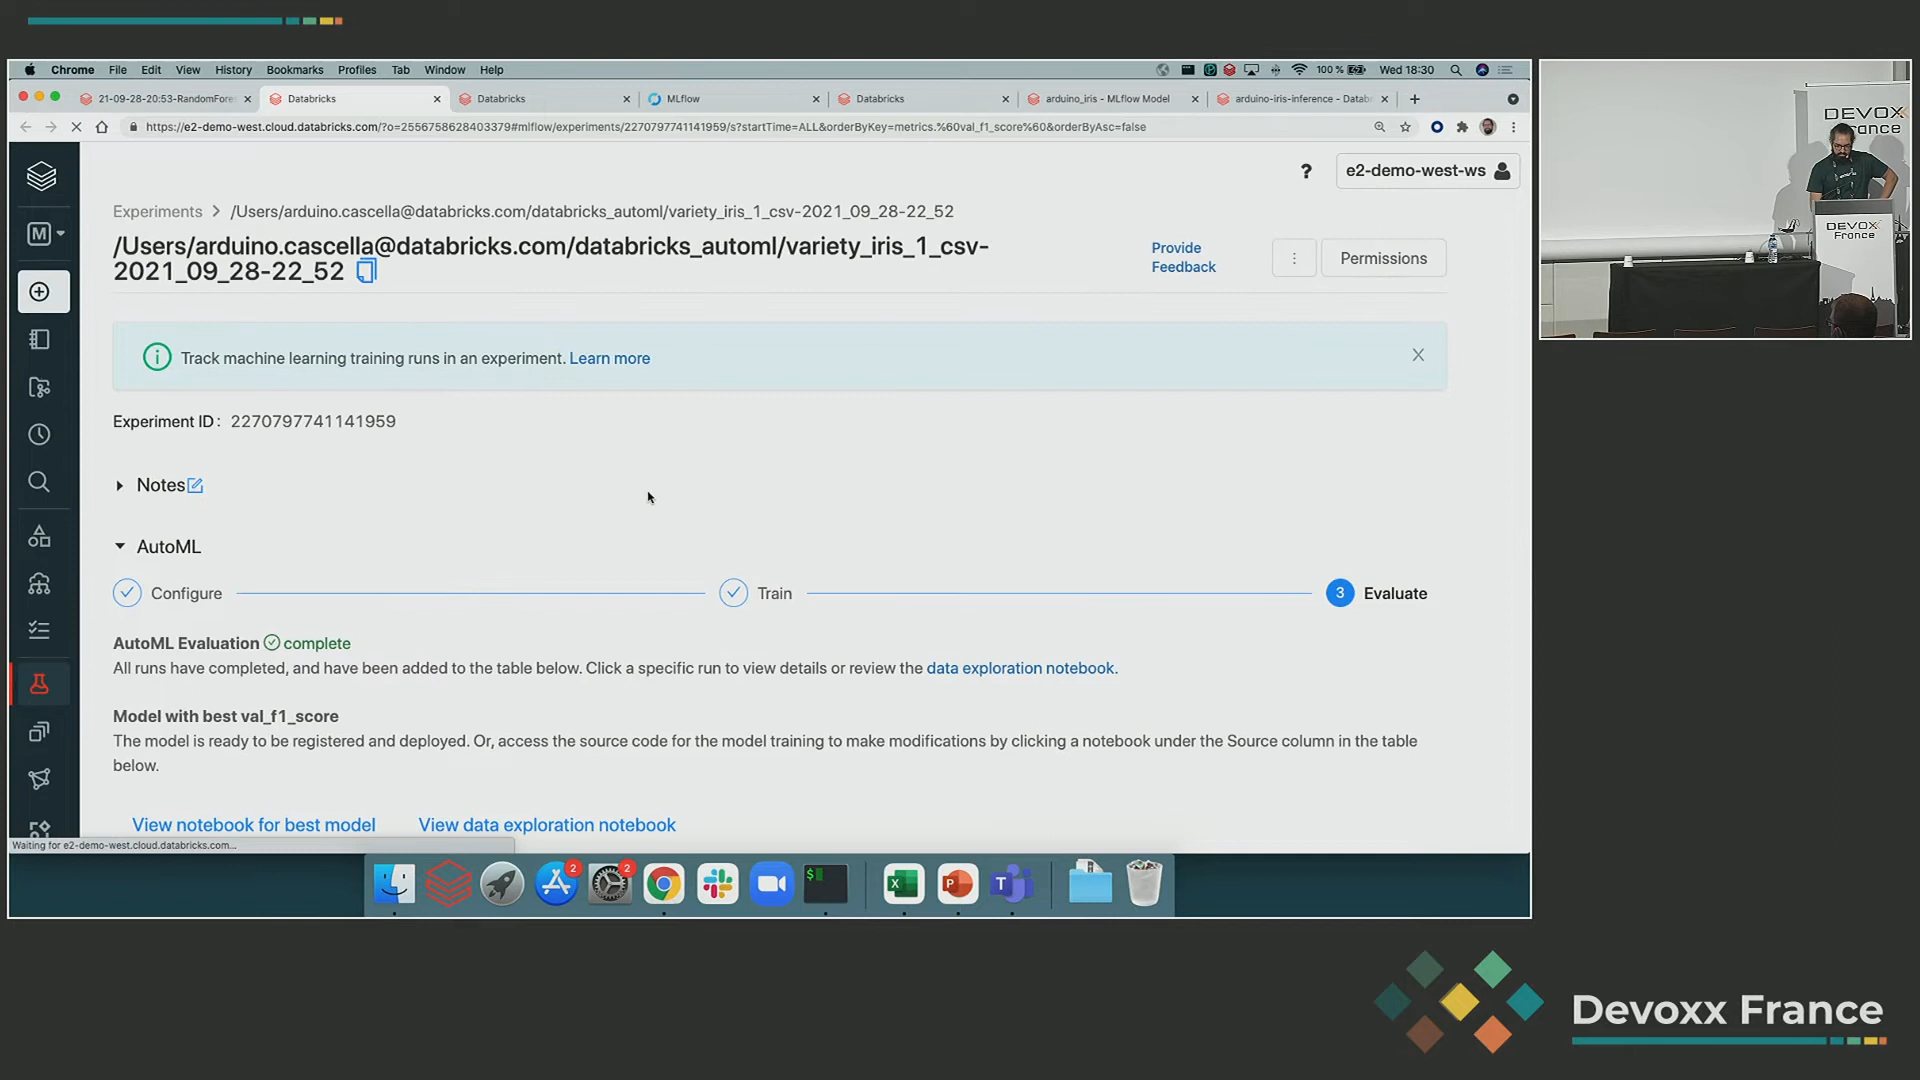 Chrome File Edit View History Bookmarks Profiles Tab Window Help
100 % Wed 18:30
21-09-28-20:53-RandomFores Databricks Databricks MLflow Databricks arduino_iris - MLflow Model arduino-iris-inference - Datab
https://e2-demo-west.cloud.databricks.com/?o=2556758628403379#mlflow/experiments/2270797741141959/s?startTime=ALL&orderByKey=metrics.%60val_f1_score%60&orderByAsc=false
M
? e2-demo-west-ws
Experiments > /Users/arduino.cascella@databricks.com/databricks_automl/variety_iris_1_csv-2021_09_28-22_52
/Users/arduino.cascella@databricks.com/databricks_automl/variety_iris_1_csv-
2021_09_28-22_52
Provide
Feedback
Permissions
Track machine learning training runs in an experiment. Learn more
Experiment ID : 2270797741141959
Notes
AutoML
Configure Train 3 Evaluate
AutoML Evaluation complete
All runs have completed, and have been added to the table below. Click a specific run to view details or review the data exploration notebook.
Model with best val_f1_score
The model is ready to be registered and deployed. Or, access the source code for the model training to make modifications by clicking a notebook under the Source column in the table
below.
View notebook for best model View data exploration notebook
Waiting for e2-demo-west.cloud.databricks.com...
2 2 $ X P T
DEVOX
France
DEVOXX
France
Devoxx France